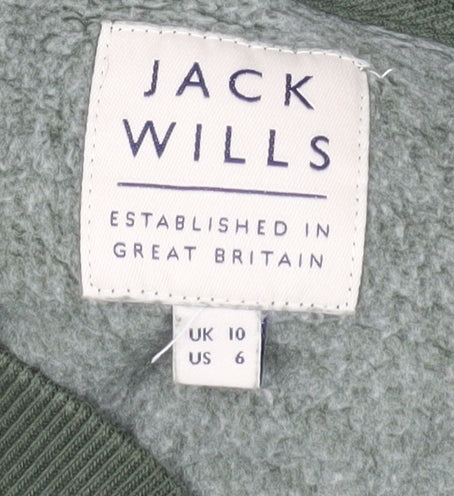 JACK
WILLS
ESTABLISHED IN
GREAT BRITAIN
UK 10
US 6